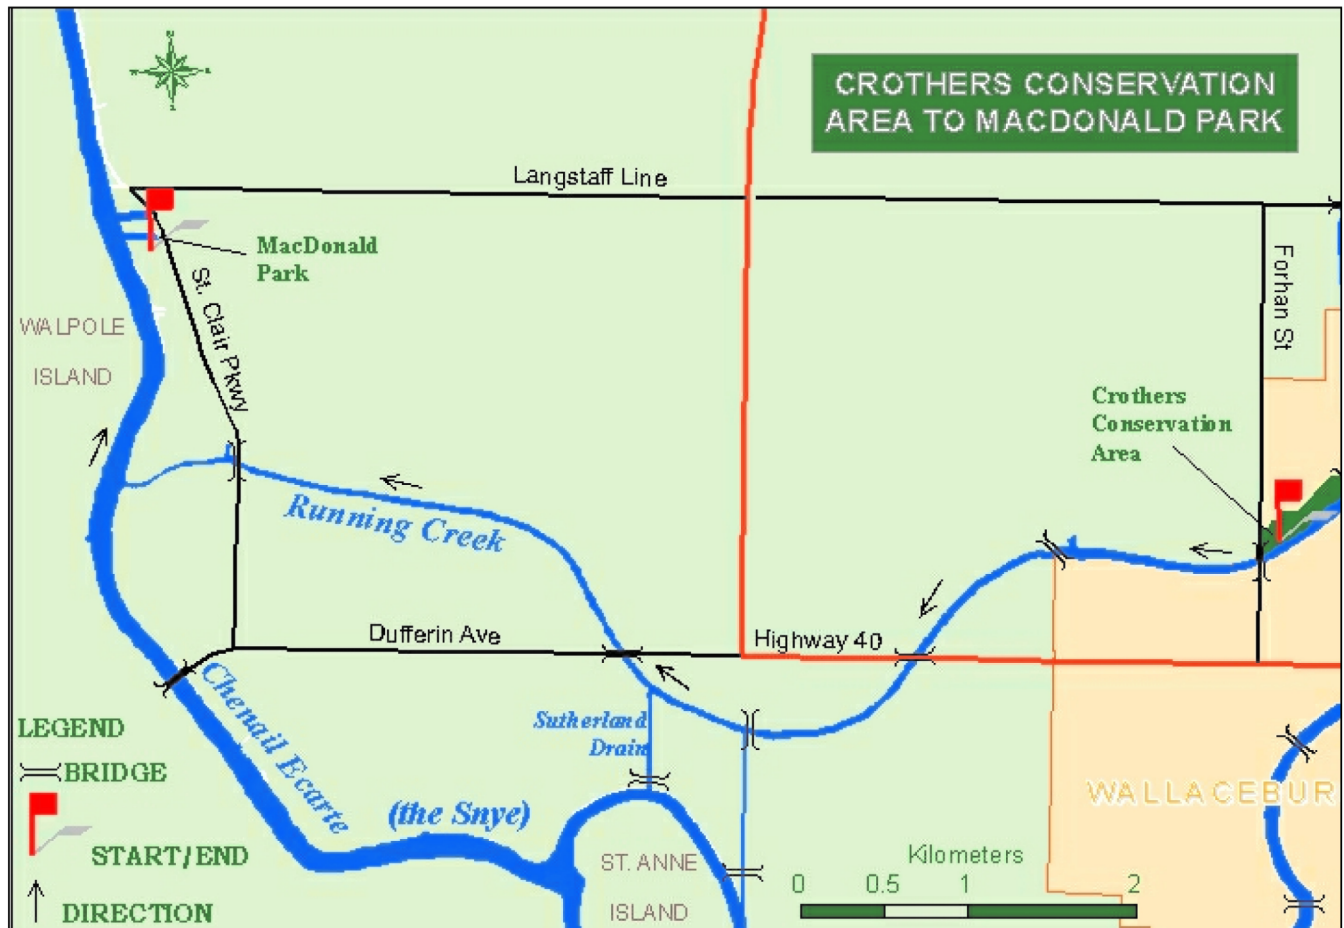 CROTHERS CONSERVATION
AREA TO MACDONALD PARK
Langstaff Line
MacDonald
Park
St. Clair Pkwy
Forhan St
WALPOLE
ISLAND
Crothers
Conservation
Area
Running Creek
Dufferin Ave
Highway 40
Chenail Ecarte
(the Snye)
Sutherland
Drain
LEGEND
BRIDGE
START/END
DIRECTION
ST. ANNE
ISLAND
WALLACEBUR
Kilometers
0 0.5 1 2